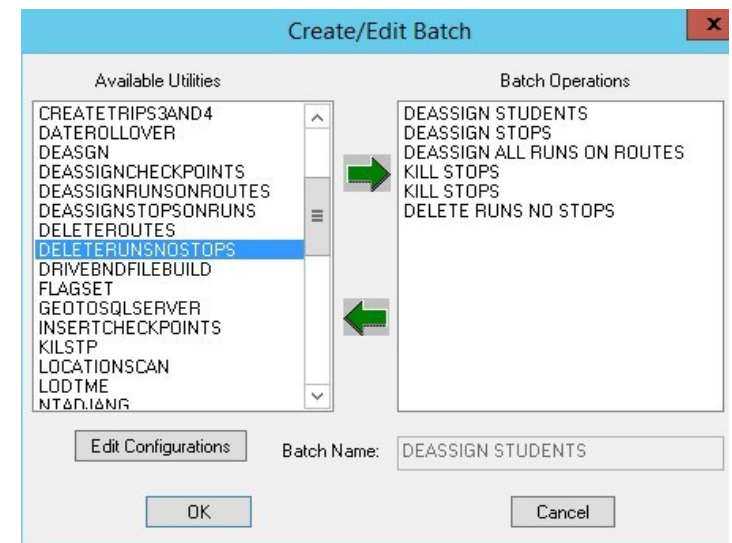 Create/Edit Batch
x
Available Utilities
Batch Operations
CREATETRIPS3AND4
DATEROLLOVER
DEASGN
DEASSIGNCHECKPOINTS
DEASSIGNRUNSONROUTES
DEASSIGNSTOPSONRUNS
DELETEROUTES
DELETERUNSNOSTOPS
DRIVEBNDFILEBUILD
FLAGSET
GEOTOSQLSERVER
INSERTCHECKPOINTS
KILSTP
LOCATIONSCAN
LODTME
NTADJANG
DEASSIGN STUDENTS
DEASSIGN STOPS
DEASSIGN ALL RUNS ON ROUTES
KILL STOPS
KILL STOPS
DELETE RUNS NO STOPS
Edit Configurations
Batch Name:
DEASSIGN STUDENTS
OK
Cancel